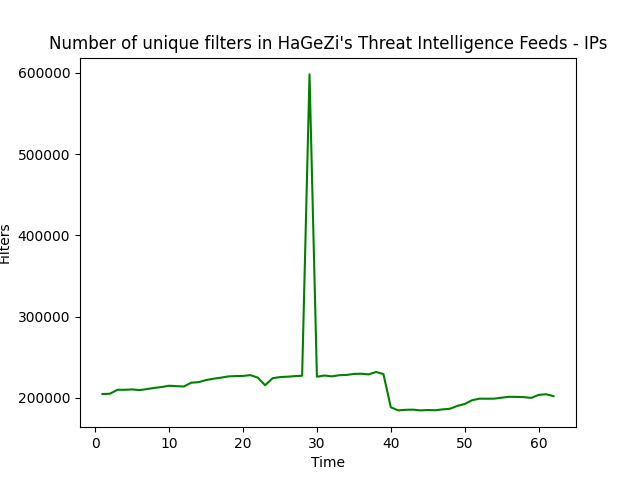 Number of unique filters in HaGeZi's Threat Intelligence Feeds - IPs
600000
500000
400000
300000
200000
Filters
0 10 20 30 40 50 60
Time